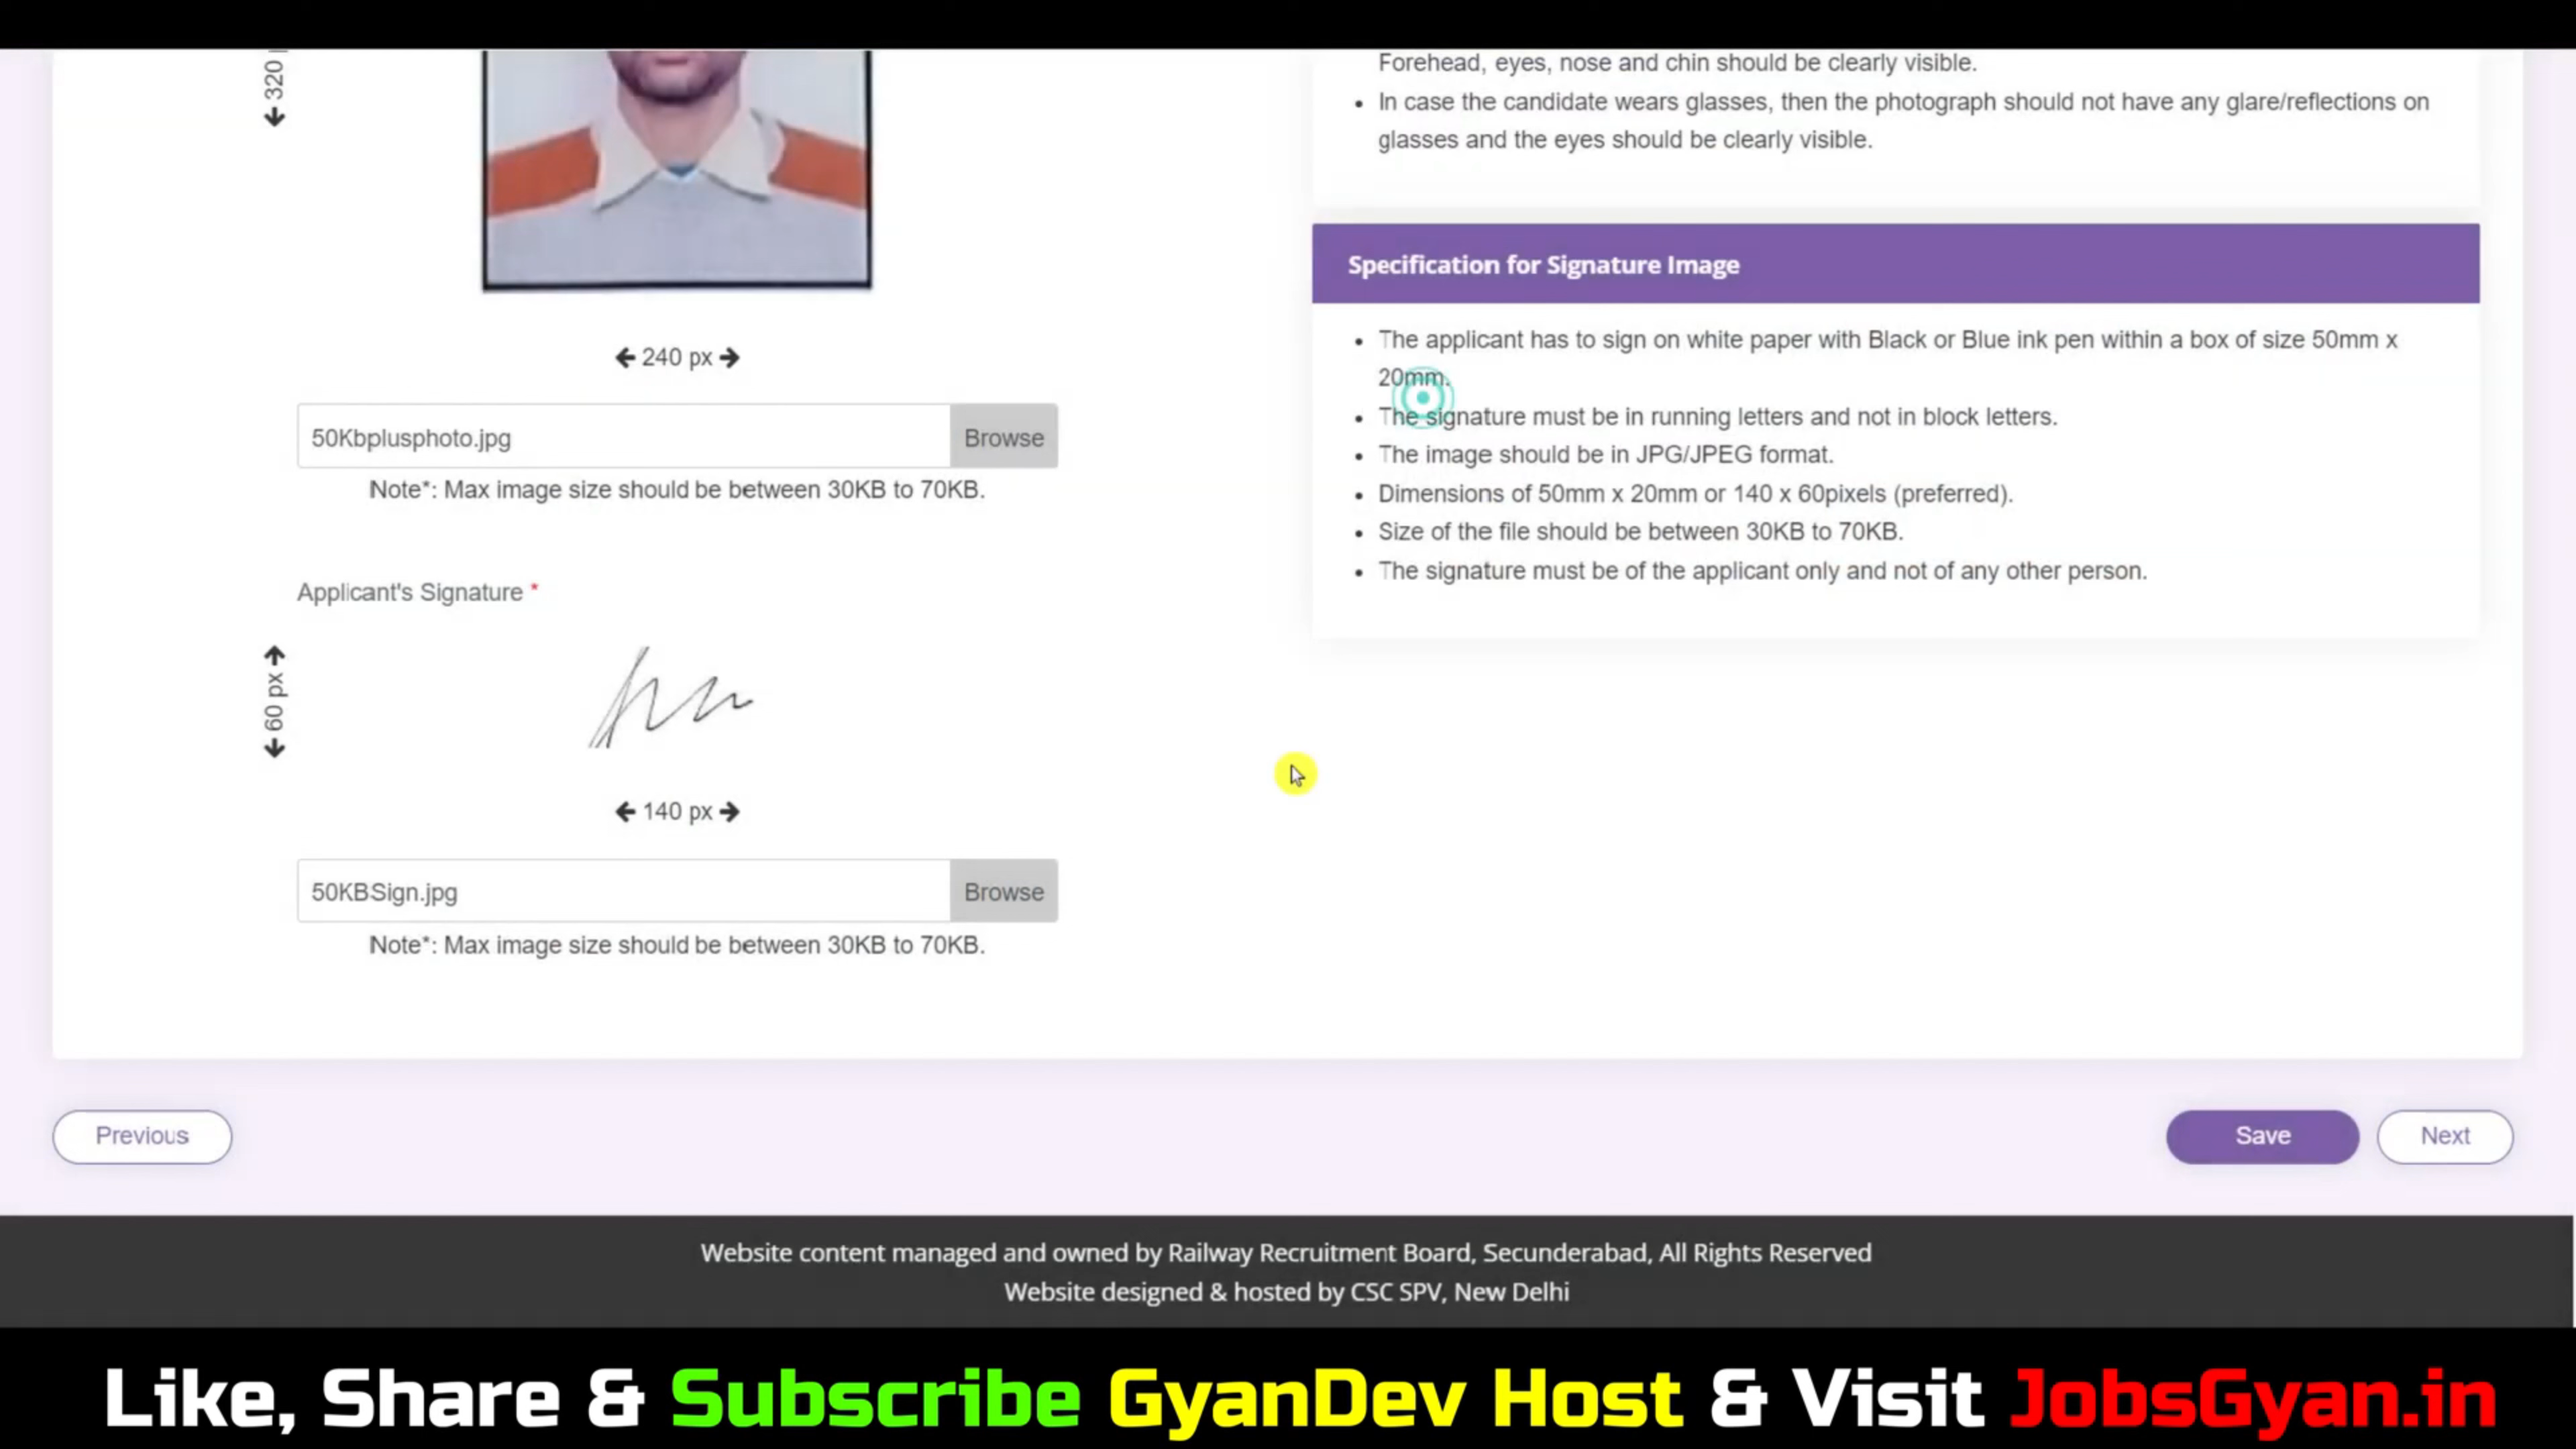 320
Forehead, eyes, nose and chin should be clearly visible.
• In case the candidate wears glasses, then the photograph should not have any glare/reflections on
glasses and the eyes should be clearly visible.
Specification for Signature Image
• The applicant has to sign on white paper with Black or Blue ink pen within a box of size 50mm x
20mm.
• The signature must be in running letters and not in block letters.
• The image should be in JPG/JPEG format.
• Dimensions of 50mm x 20mm or 140 x 60pixels (preferred).
• Size of the file should be between 30KB to 70KB.
• The signature must be of the applicant only and not of any other person.
240 px
50Kbplusphoto.jpg Browse
Note*: Max image size should be between 30KB to 70KB.
Applicant's Signature *
60 px
140 px
50KBSign.jpg Browse
Note*: Max image size should be between 30KB to 70KB.
Previous
Save
Next
Website content managed and owned by Railway Recruitment Board, Secunderabad, All Rights Reserved
Website designed & hosted by CSC SPV, New Delhi
Like, Share & Subscribe GyanDev Host & Visit JobsGyan.in